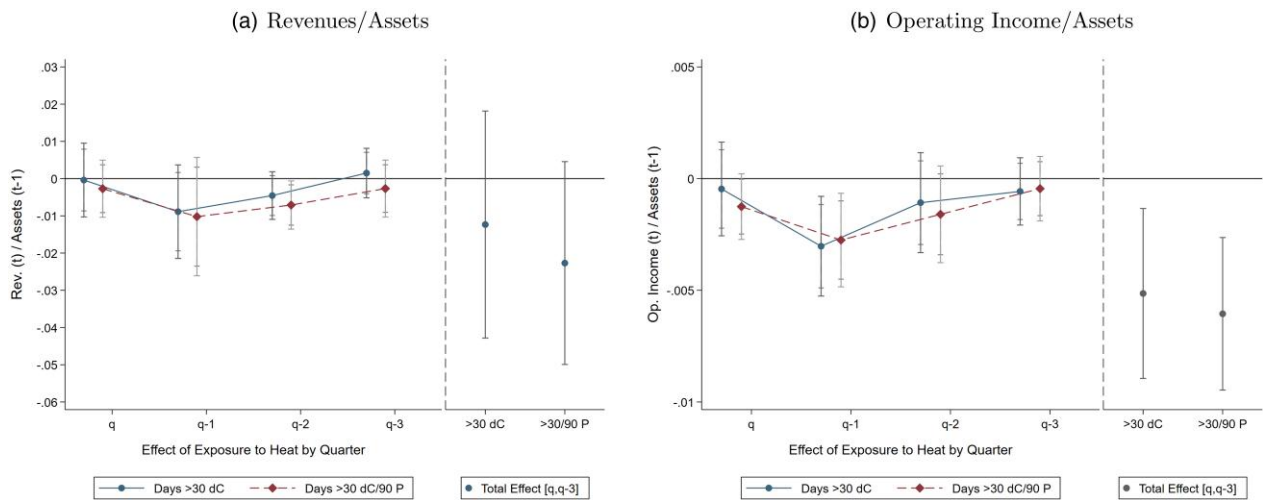 (a) Revenues/Assets
Rev. (t) / Assets (t-1)
.03
.02
.01
0
-.01
-.02
-.03
-.04
-.05
-.06
q
q-1
q-2
q-3
>30 dC
>30/90 P
Effect of Exposure to Heat by Quarter
Days >30 dC
Days >30 dC/90 P
Total Effect [q,q-3]
(b) Operating Income/Assets
Op. Income (t) / Assets (t-1)
.005
0
-.005
-.01
q
q-1
q-2
q-3
>30 dC
>30/90 P
Effect of Exposure to Heat by Quarter
Days >30 dC
Days >30 dC/90 P
Total Effect [q,q-3]